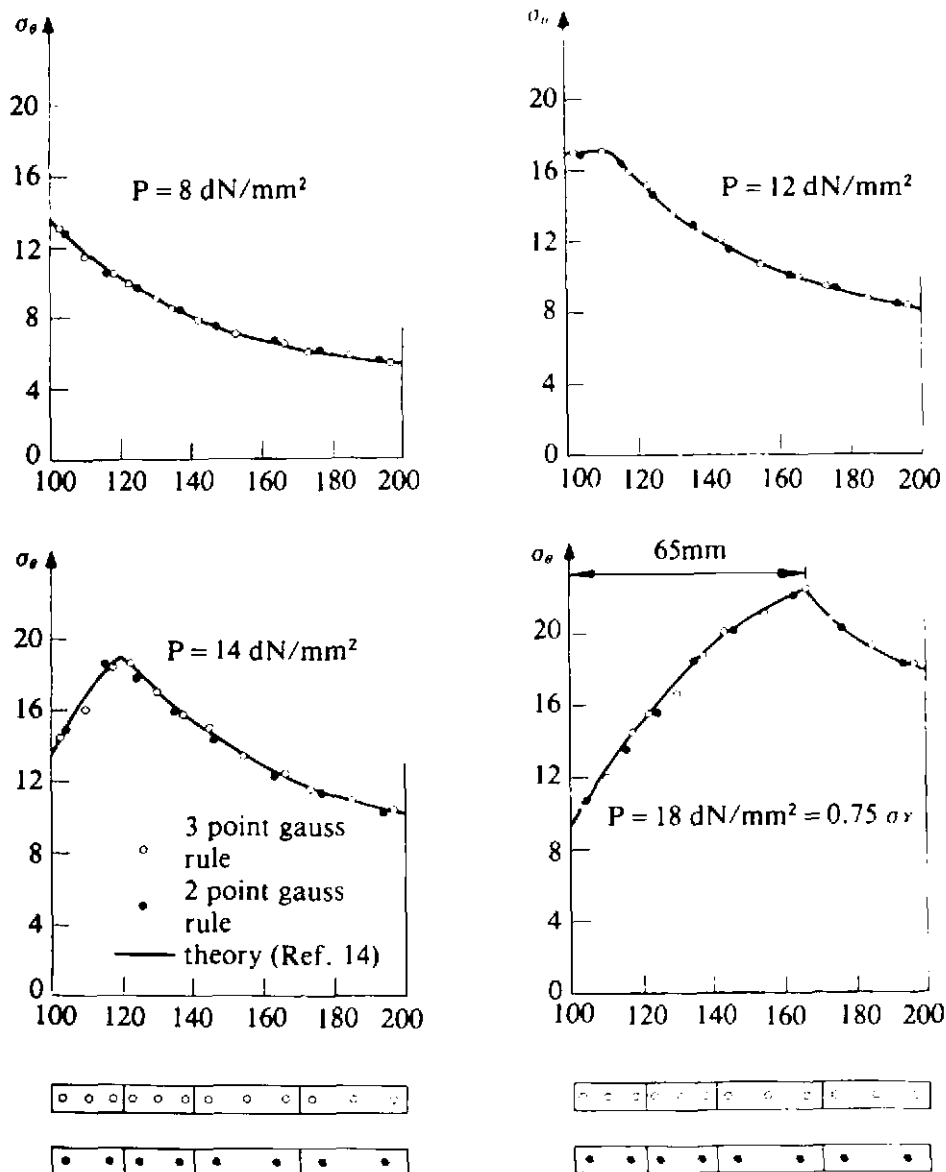 σθ
20
16
12
8
4
0
P = 8 dN/mm²
100 120 140 160 180 200
20
16
12
8
4
0
P = 12 dN/mm²
100 120 140 160 180 200
σθ
20
16
12
8
4
0
P = 14 dN/mm²
3 point gauss
rule
2 point gauss
rule
theory (Ref. 14)
100 120 140 160 180 200
σθ
65mm
20
16
12
8
4
0
P = 18 dN/mm² = 0.75 σY
100 120 140 160 180 200